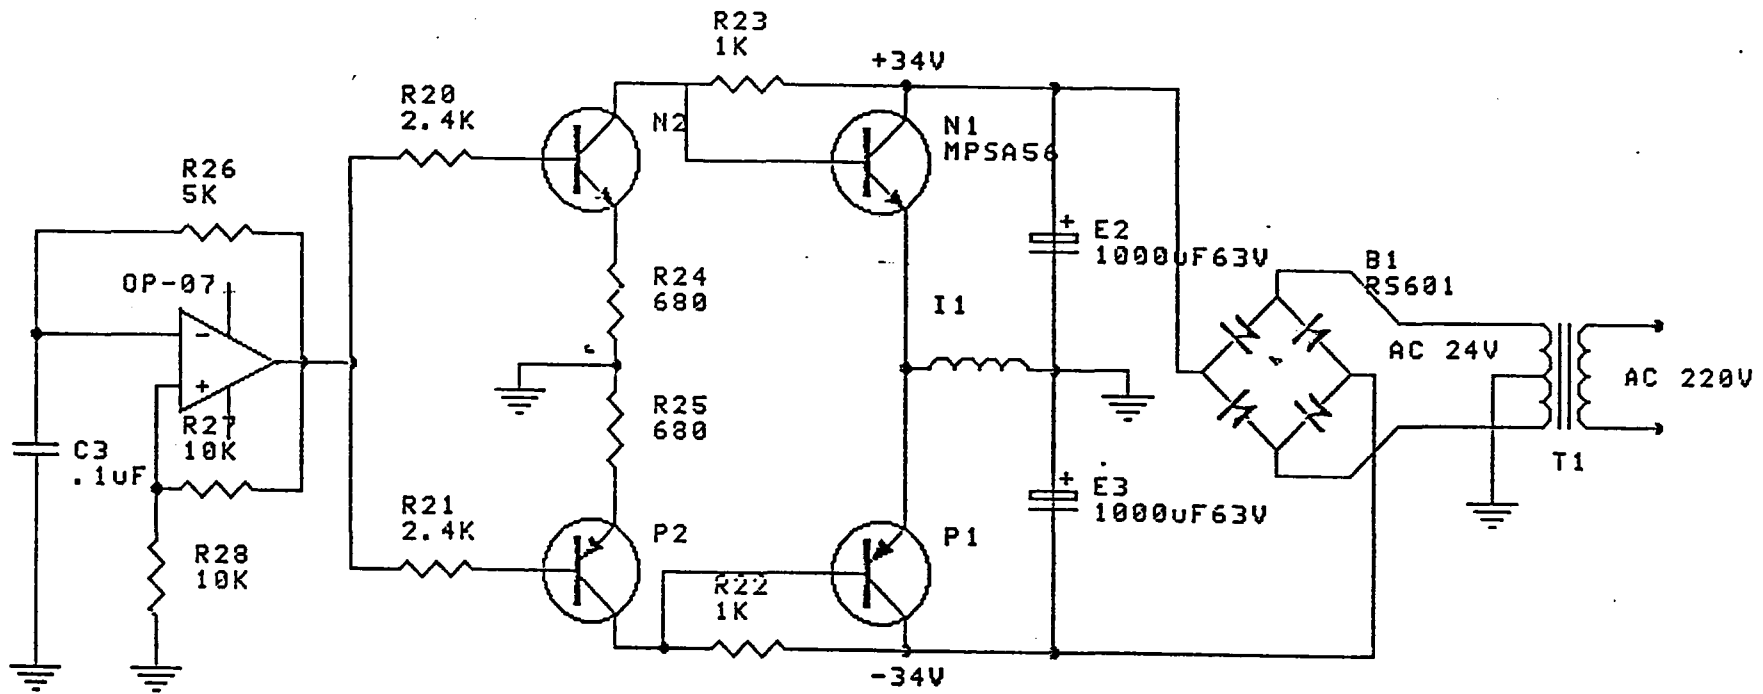 R23
1K
+34V
R20
2.4K
N2
N1
MPSA56
R26
5K
E2
1000uF63V
OP-07
R24
680
I1
B1
RS601
AC 24V
AC 220V
R25
680
R27
10K
C3
.1uF
T1
E3
1000uF63V
R21
2.4K
P2
P1
R28
10K
R22
1K
-34V